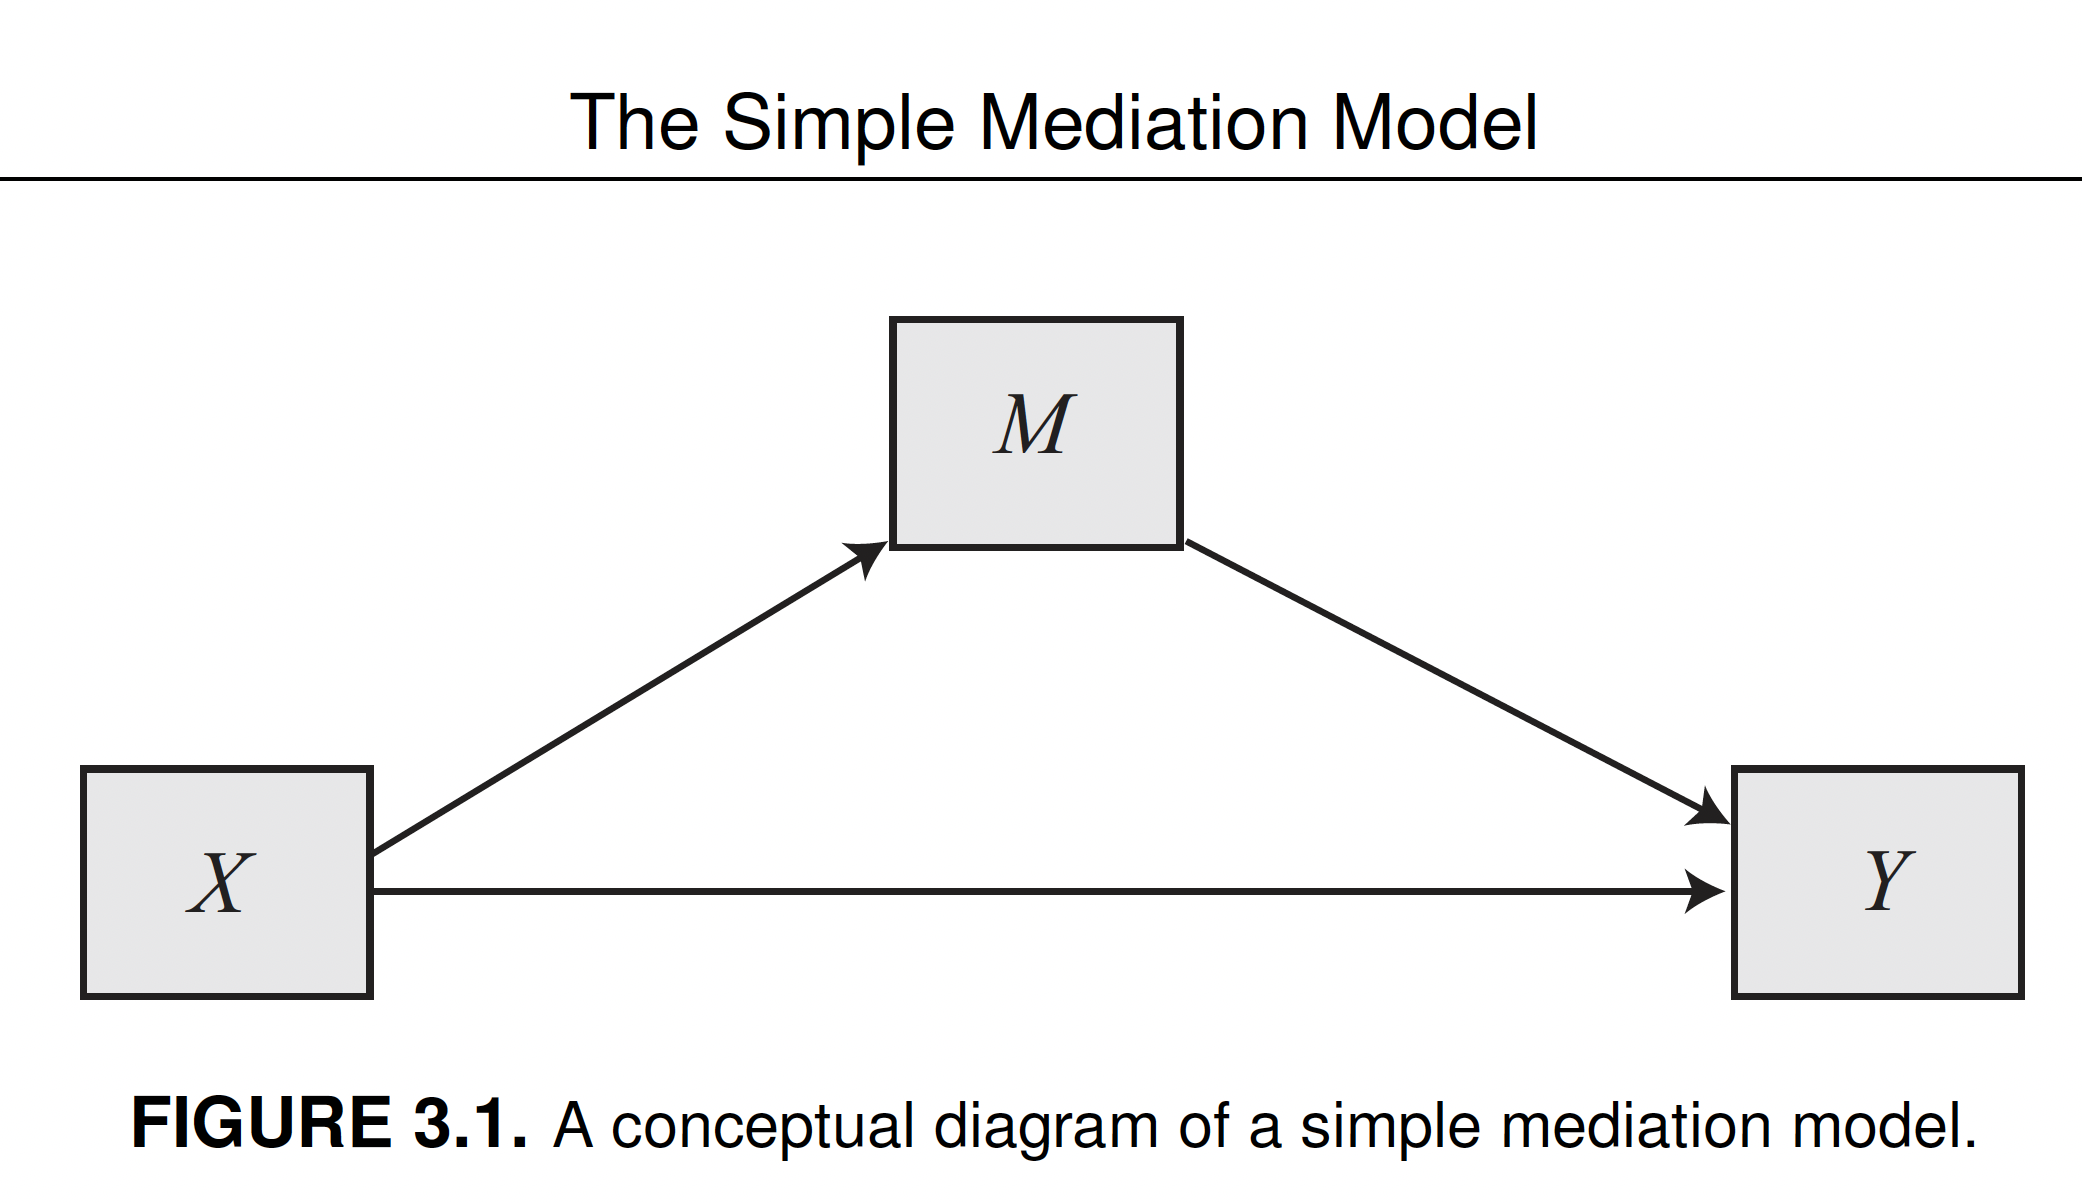 The Simple Mediation Model
M
X
Y
FIGURE 3.1. A conceptual diagram of a simple mediation model.